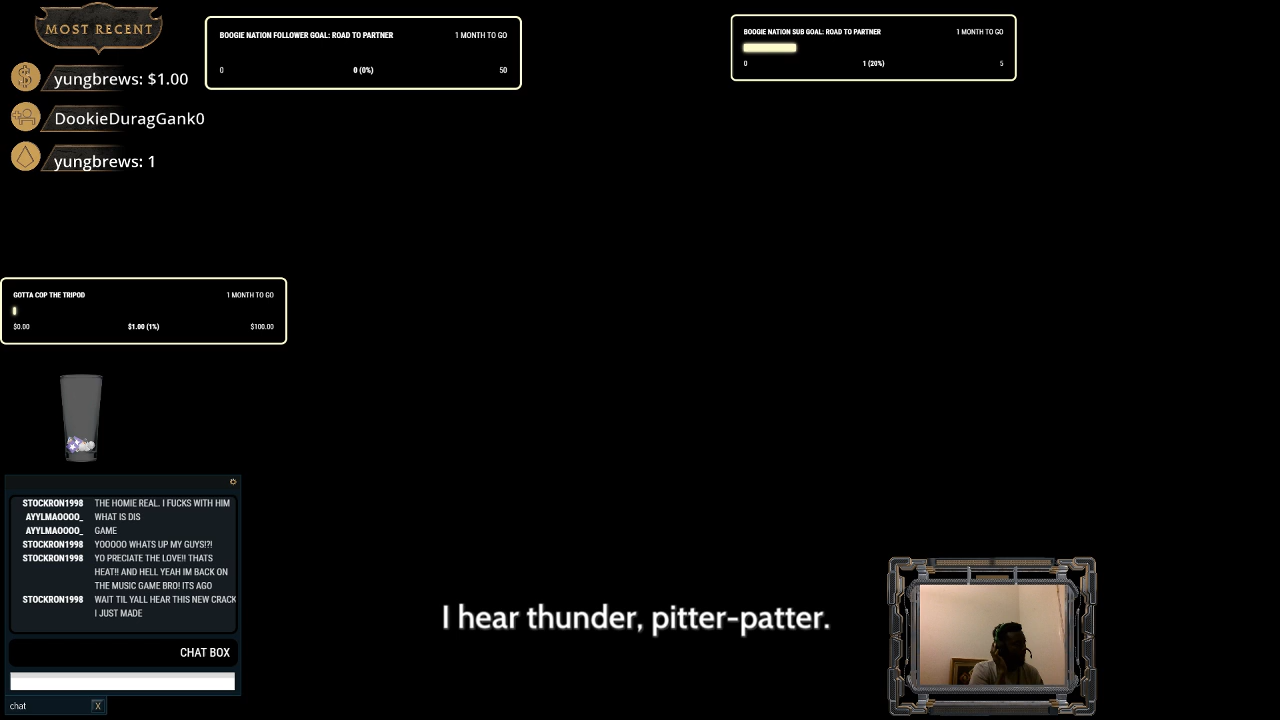 MOST RECENT
yungbrews: $1.00
DookieDuragGank0
yungbrews: 1
BOOGIE NATION FOLLOWER GOAL: ROAD TO PARTNER 1 MONTH TO GO
0 0 (0%) 50
BOOGIE NATION SUB GOAL: ROAD TO PARTNER 1 MONTH TO GO
0 1 (20%) 5
GOTTA COP THE TRIPOD 1 MONTH TO GO
$0.00 $1.00 (1%) $100.00
STOCKRON1998 THE HOMIE REAL. I FUCKS WITH HIM
AYYLMAOOOO_ WHAT IS DIS
AYYLMAOOOO_ GAME
STOCKRON1998 YOOOOO WHATS UP MY GUYS!?!
STOCKRON1998 YO PRECIATE THE LOVE!! THATS
HEAT!! AND HELL YEAH IM BACK ON
THE MUSIC GAME BRO! ITS AGO
STOCKRON1998 WAIT TIL YALL HEAR THIS NEW CRACK
I JUST MADE
CHAT BOX
chat X
I hear thunder, pitter-patter.